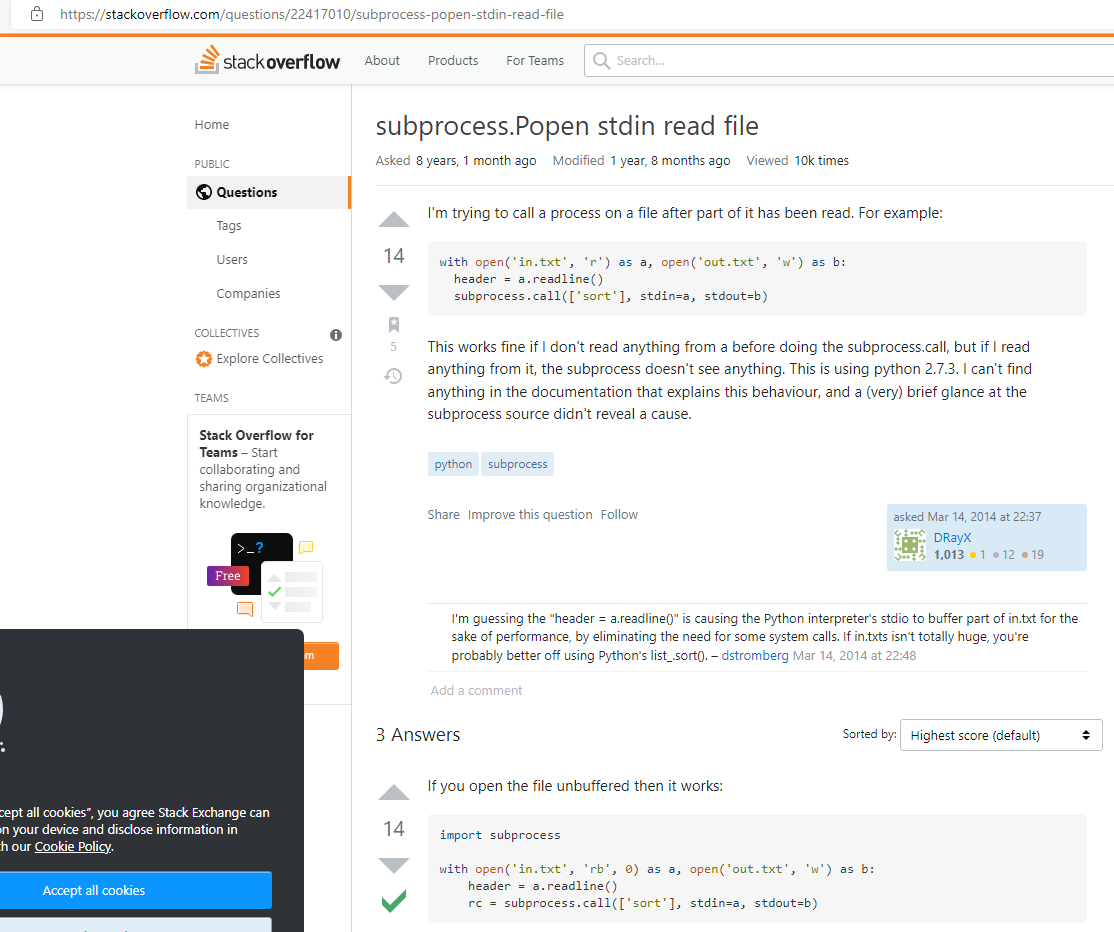 https://stackoverflow.com/questions/22417010/subprocess-popen-stdin-read-file
stackoverflow
About
Products
For Teams
Search...
Home
PUBLIC
Questions
Tags
Users
Companies
COLLECTIVES
Explore Collectives
TEAMS
Stack Overflow for
Teams – Start
collaborating and
sharing organizational
knowledge.
>_?
Free
subprocess.Popen stdin read file
Asked 8 years, 1 month ago Modified 1 year, 8 months ago Viewed 10k times
14
5
I'm trying to call a process on a file after part of it has been read. For example:
with open('in.txt', 'r') as a, open('out.txt', 'w') as b:
  header = a.readline()
  subprocess.call(['sort'], stdin=a, stdout=b)
This works fine if I don't read anything from a before doing the subprocess.call, but if I read
anything from it, the subprocess doesn't see anything. This is using python 2.7.3. I can't find
anything in the documentation that explains this behaviour, and a (very) brief glance at the
subprocess source didn't reveal a cause.
python
subprocess
Share Improve this question Follow
asked Mar 14, 2014 at 22:37
DRayX
1,013 1 12 19
I'm guessing the "header = a.readline()" is causing the Python interpreter's stdio to buffer part of in.txt for the
sake of performance, by eliminating the need for some system calls. If in.txts isn't totally huge, you're
probably better off using Python's list_.sort(). – dstromberg Mar 14, 2014 at 22:48
Add a comment
3 Answers
Sorted by:
Highest score (default)
14
If you open the file unbuffered then it works:
import subprocess
with open('in.txt', 'rb', 0) as a, open('out.txt', 'w') as b:
    header = a.readline()
    rc = subprocess.call(['sort'], stdin=a, stdout=b)
cept all cookies", you agree Stack Exchange can
on your device and disclose information in
th our Cookie Policy.
Accept all cookies